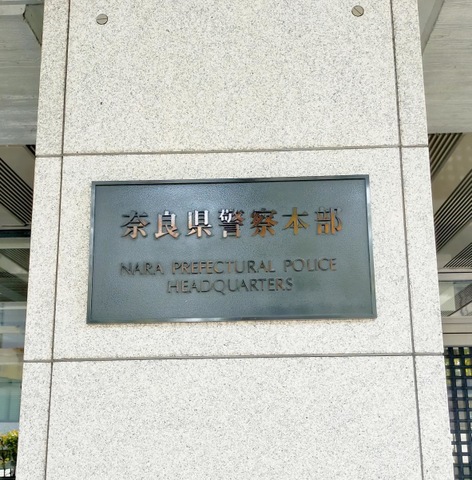 奈良県警察本部
NARA PREFECTURAL POLICE
HEADQUARTERS